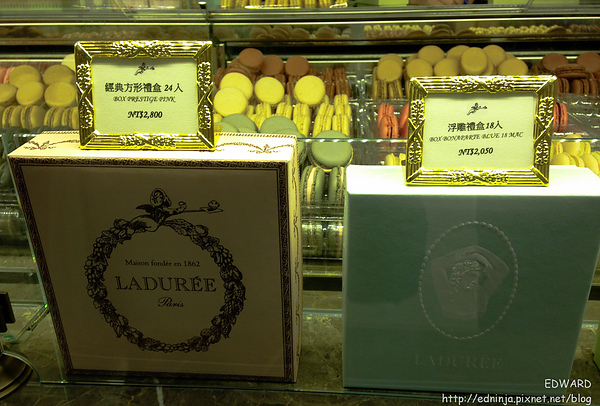 經典方形禮盒 24入
BOX PRESTIGE PINK
NT$2,800
浮雕禮盒18入
BOX BONAPARTE BLUE 18 MAC
NT$2,050
Maison fondée en 1862
LADURÉE
Paris
LADURÉE
EDWARD
http://edninja.pixnet.net/blog